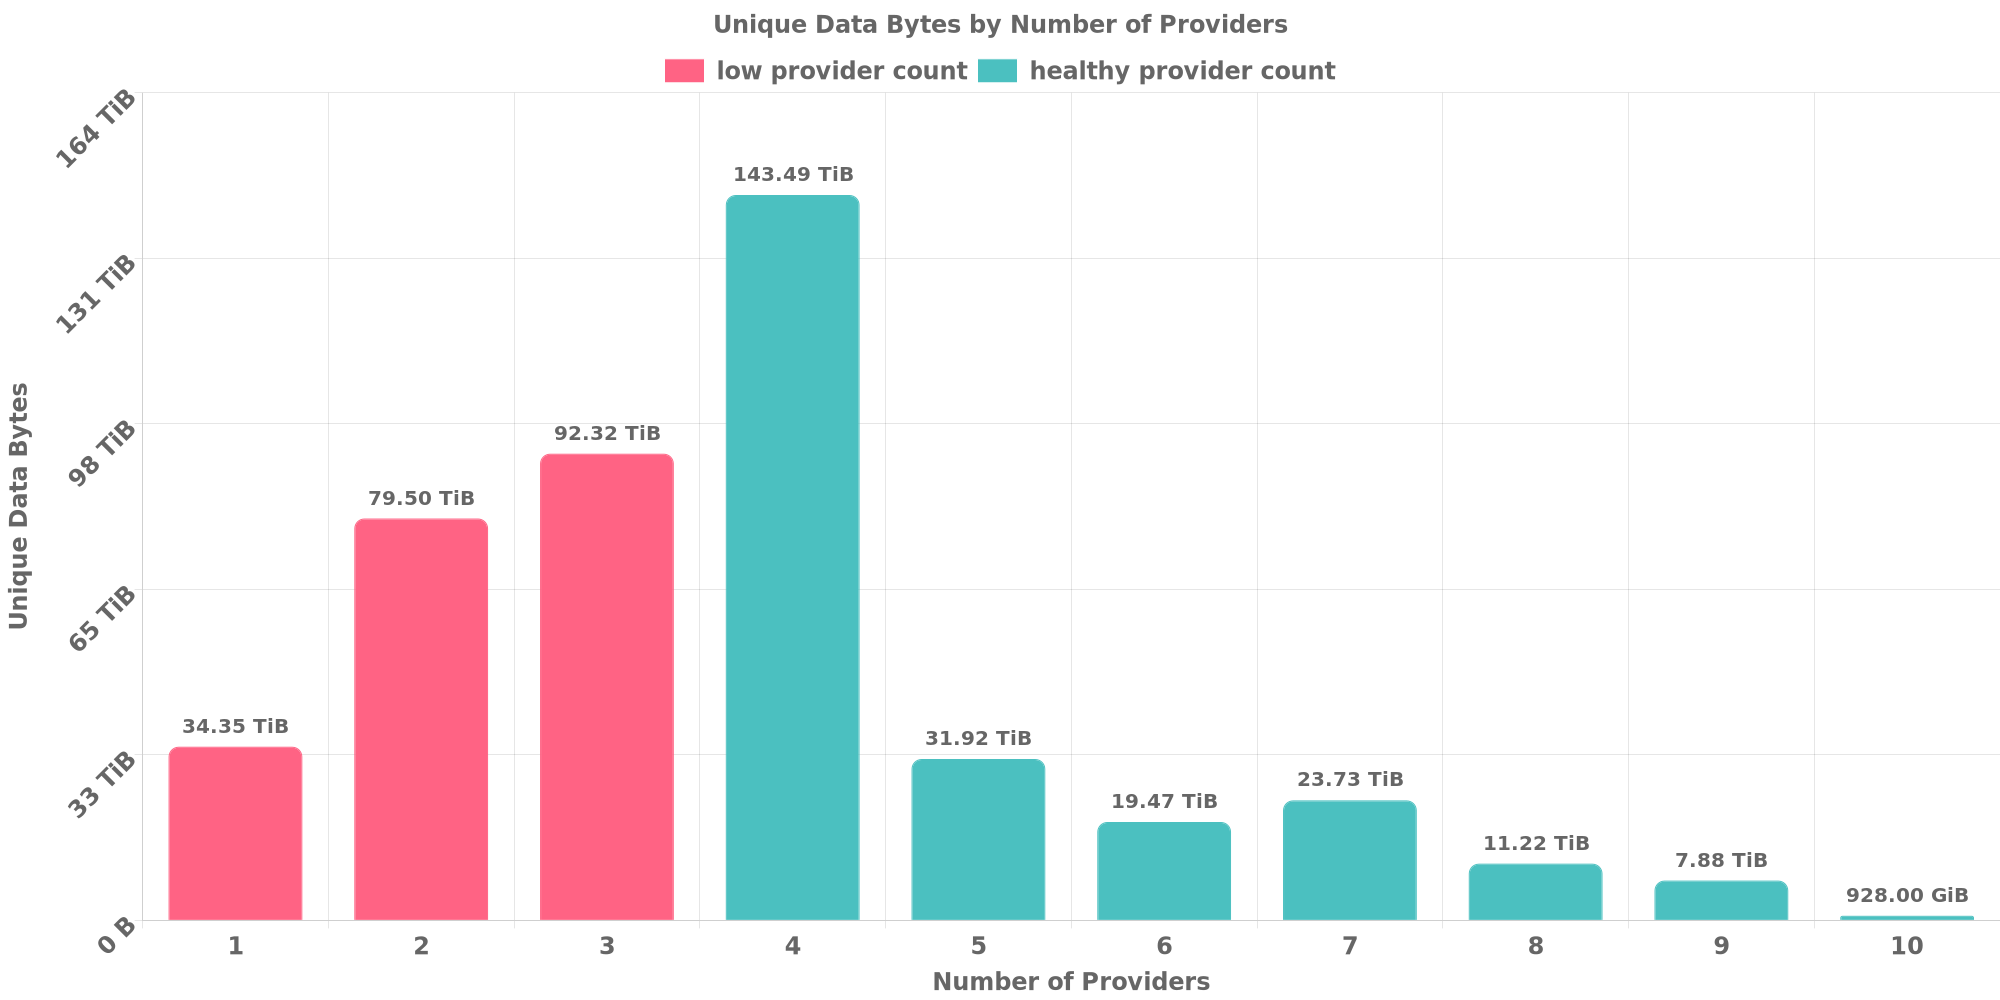 Unique Data Bytes by Number of Providers
low provider count healthy provider count
164 TiB
131 TiB
98 TiB
65 TiB
33 TiB
0 B
Unique Data Bytes
34.35 TiB
79.50 TiB
92.32 TiB
143.49 TiB
31.92 TiB
19.47 TiB
23.73 TiB
11.22 TiB
7.88 TiB
928.00 GiB
1 2 3 4 5 6 7 8 9 10
Number of Providers